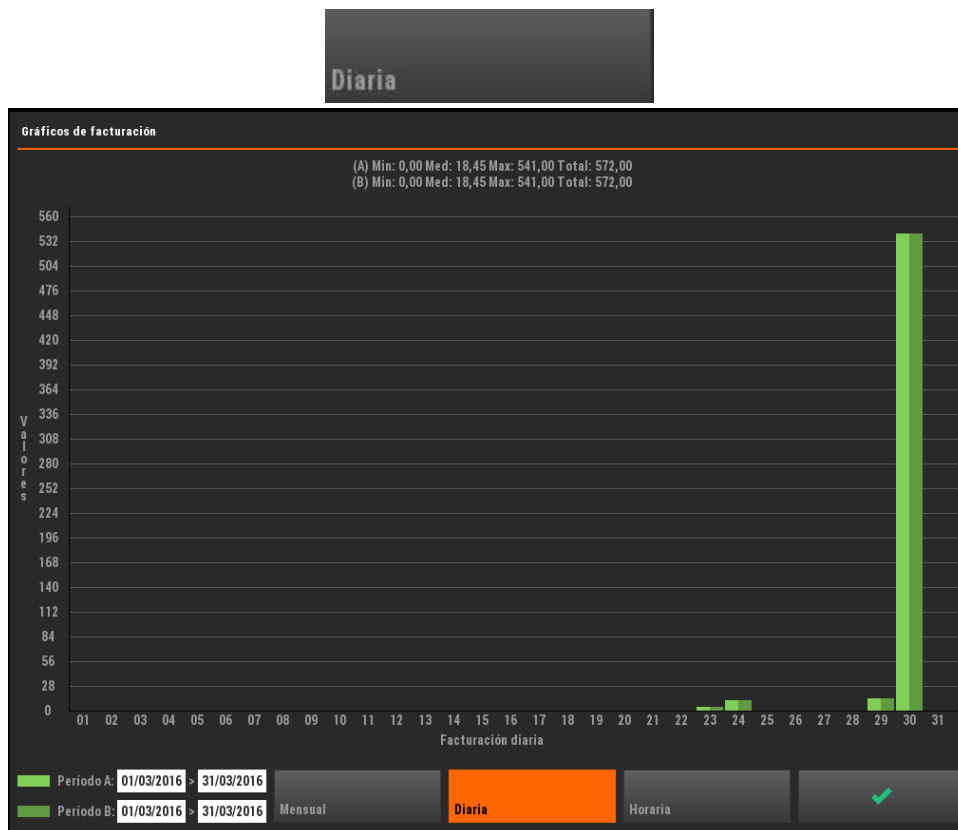 Diaria
Gráficos de facturación
(A) Min: 0,00 Med: 18,45 Max: 541,00 Total: 572,00
(B) Min: 0,00 Med: 18,45 Max: 541,00 Total: 572,00
560
532
504
476
448
420
392
364
336
308
280
252
224
196
168
140
112
84
56
28
0
Valores
01 02 03 04 05 06 07 08 09 10 11 12 13 14 15 16 17 18 19 20 21 22 23 24 25 26 27 28 29 30 31
Facturación diaria
Período A: 01/03/2016 > 31/03/2016
Período B: 01/03/2016 > 31/03/2016
Mensual
Diaria
Horaria